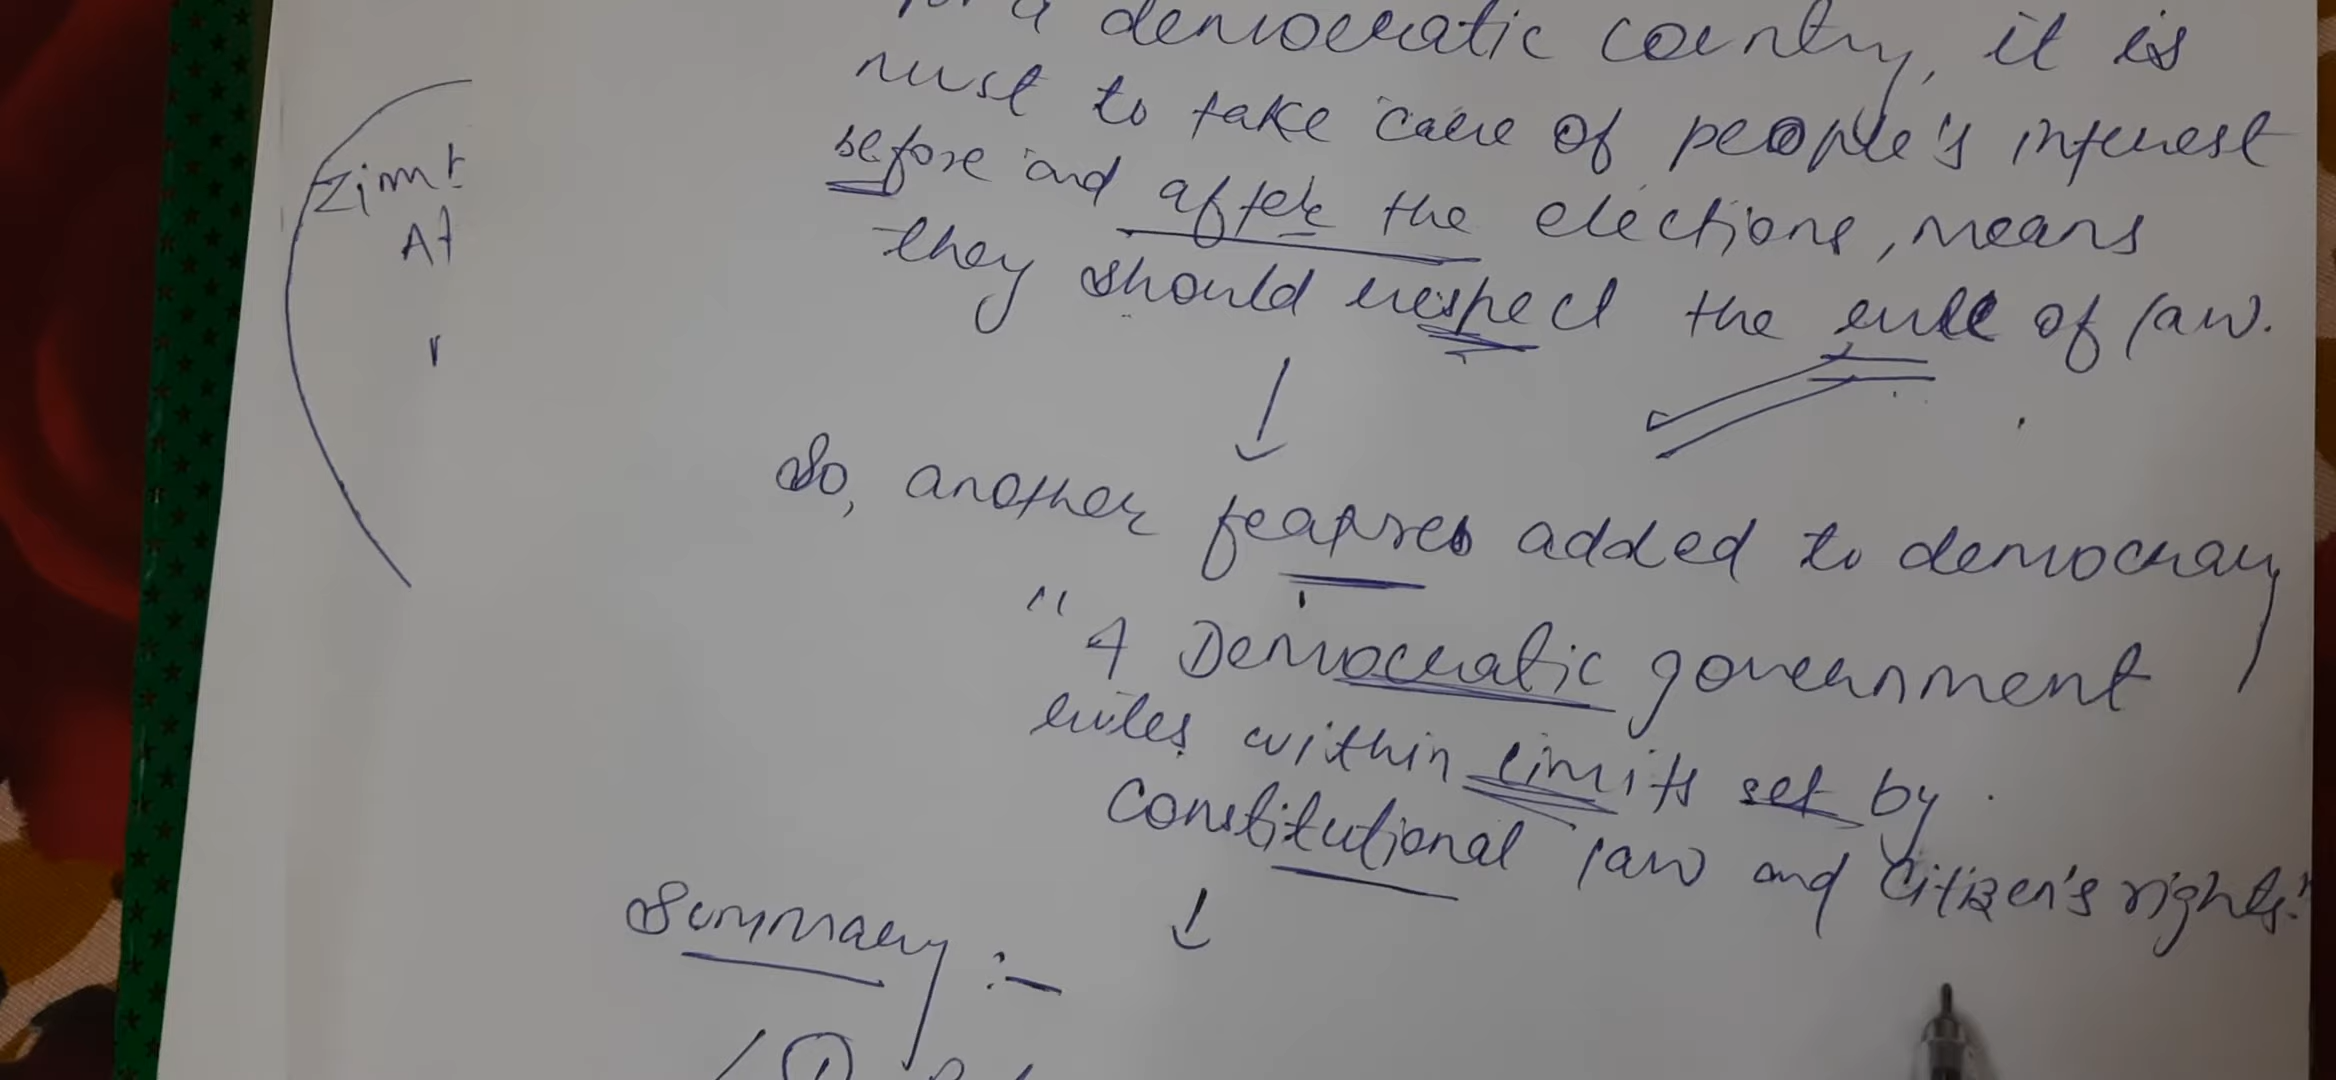 for a democratic country, it is
must to take care of people's interest
before and after the elections, means
they should respect the rule of law.
So, another features added to democracy
"A Democratic government
rules within limits set by
constitutional law and Citizen's rights."
Summary :-
1